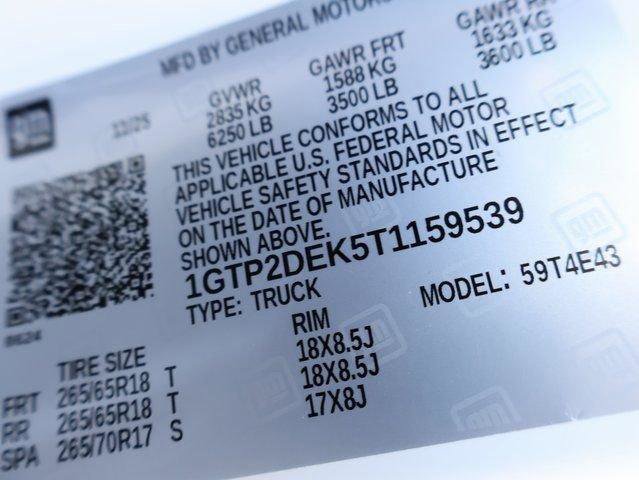 MFD BY GENERAL MOTORS
GVWR GAWR FRT GAWR RR
2835 KG 1588 KG 1633 KG
6250 LB 3500 LB 3600 LB
gm
THIS VEHICLE CONFORMS TO ALL
APPLICABLE U.S. FEDERAL MOTOR
VEHICLE SAFETY STANDARDS IN EFFECT
ON THE DATE OF MANUFACTURE
SHOWN ABOVE.
1GTP2DEK5T1159539
TYPE: TRUCK MODEL: 59T4E43
TIRE SIZE RIM
FRT 265/65R18 T 18X8.5J
RR 265/65R18 T 18X8.5J
SPA 265/70R17 S 17X8J